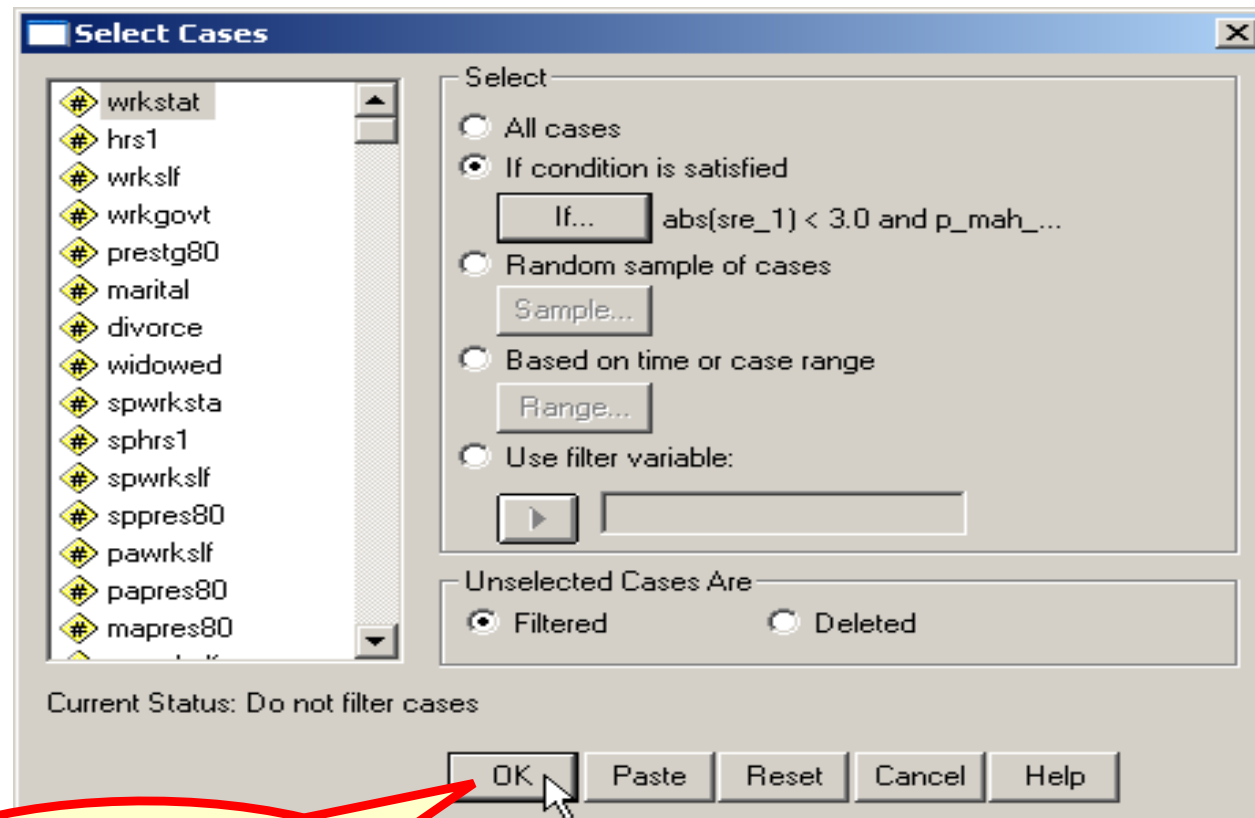 Select Cases
wrkstat
hrs1
wrkslf
wrkgovt
prestg80
marital
divorce
widowed
spwrksta
sphrs1
spwrkslf
sppres80
pawrkslf
papres80
mapres80
Select
All cases
If condition is satisfied
If... abs(sre_1) < 3.0 and p_mah_...
Random sample of cases
Sample...
Based on time or case range
Range...
Use filter variable:
Unselected Cases Are
Filtered Deleted
Current Status: Do not filter cases
OK Paste Reset Cancel Help